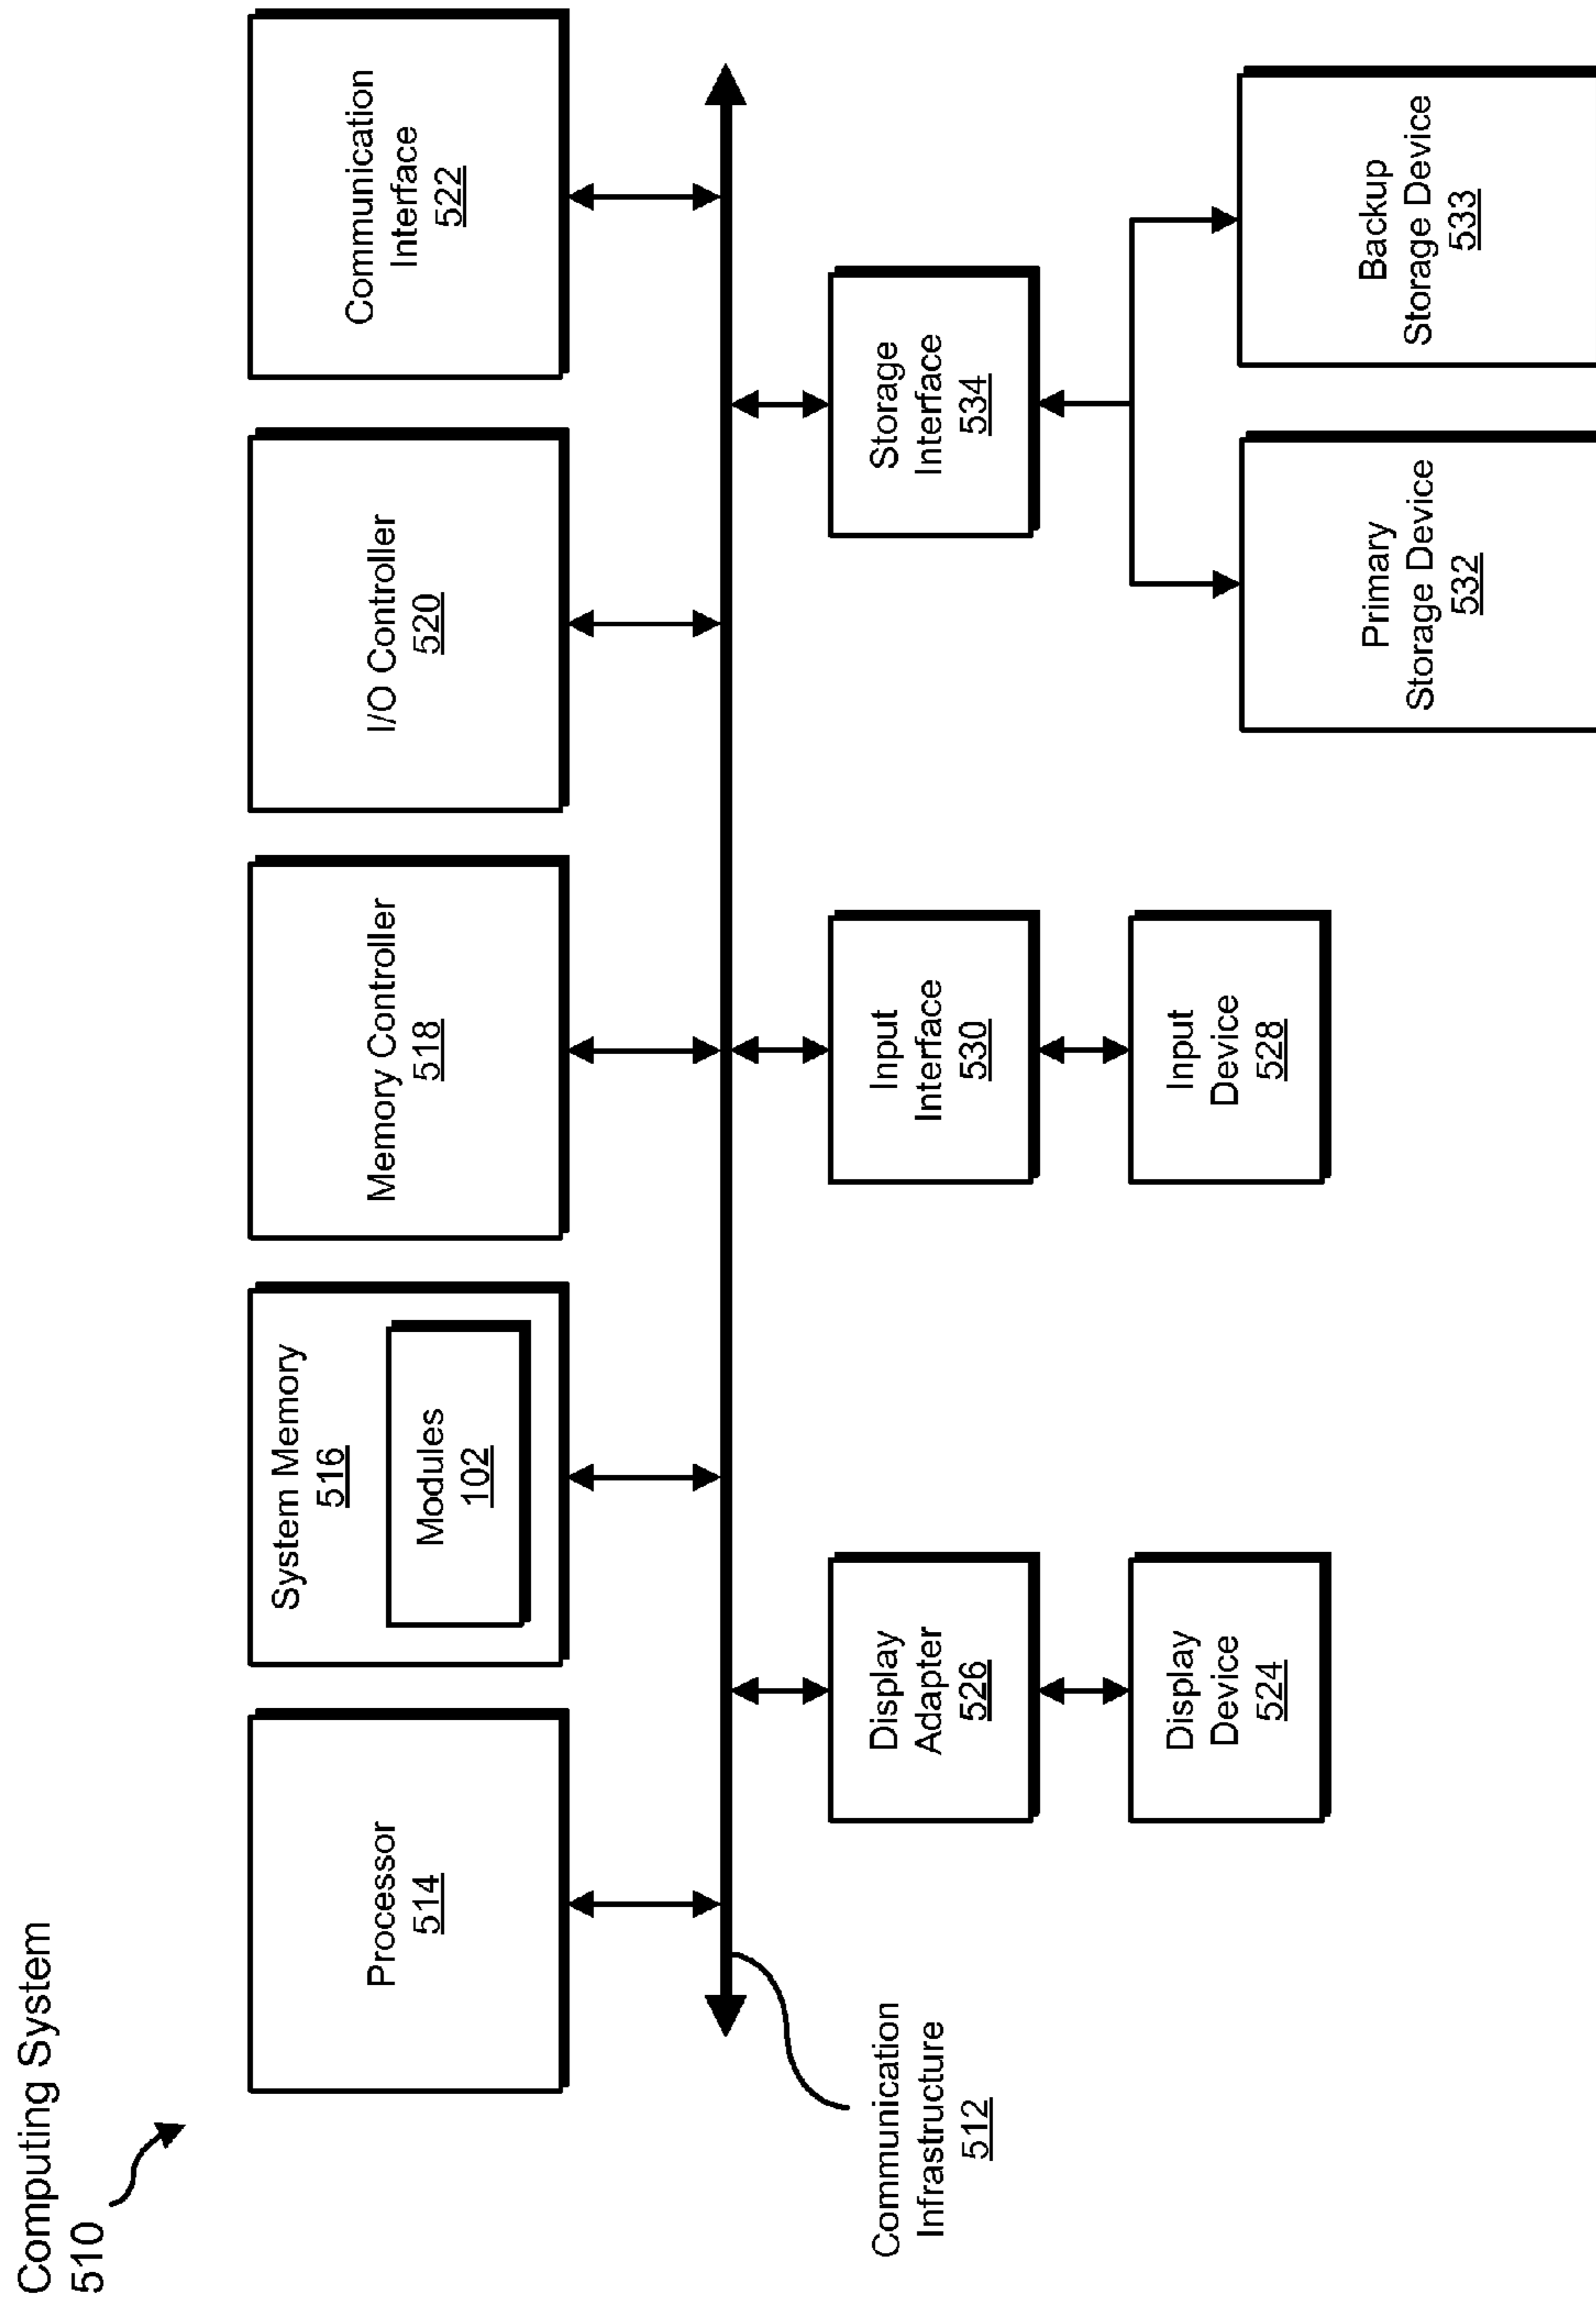 Computing System
510
Processor
514
System Memory
516
Modules
102
Memory Controller
518
I/O Controller
520
Communication
Interface
522
Communication
Infrastructure
512
Display
Adapter
526
Input
Interface
530
Storage
Interface
534
Display
Device
524
Input
Device
528
Primary
Storage Device
532
Backup
Storage Device
533